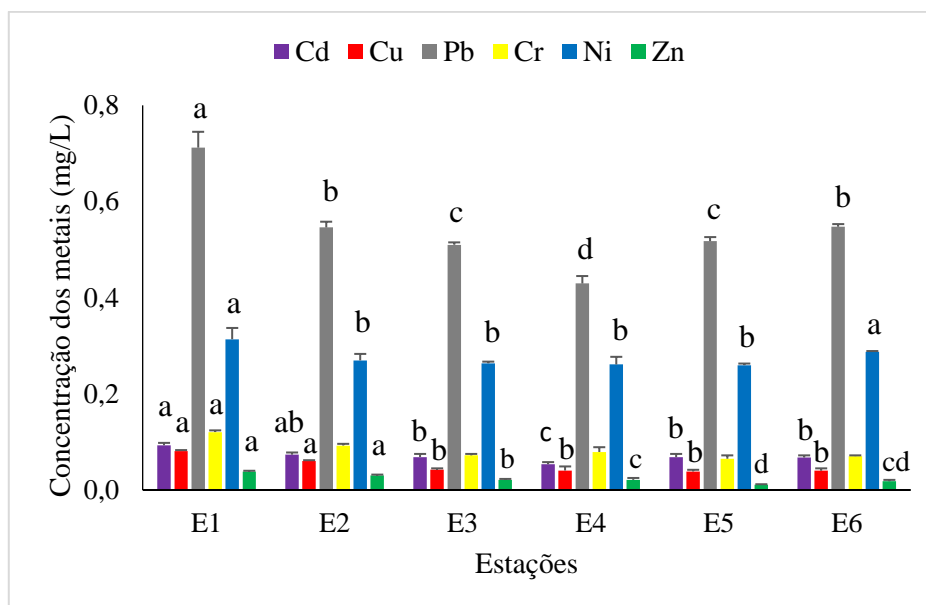 Cd Cu Pb Cr Ni Zn
Concentração dos metais (mg/L)
0,8
0,6
0,4
0,2
0,0
a a a a a a
ab a b b a
b b c b b
c b d b c
b b c b d
b b b a cd
E1 E2 E3 E4 E5 E6
Estações